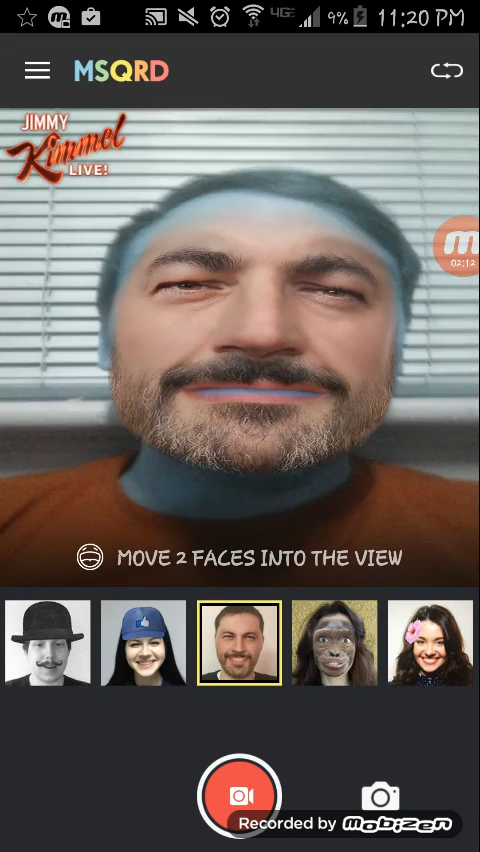 4G
9%
11:20 PM
MSQRD
JIMMY
Kimmel
LIVE!
02:12
MOVE 2 FACES INTO THE VIEW
Recorded by mobizen